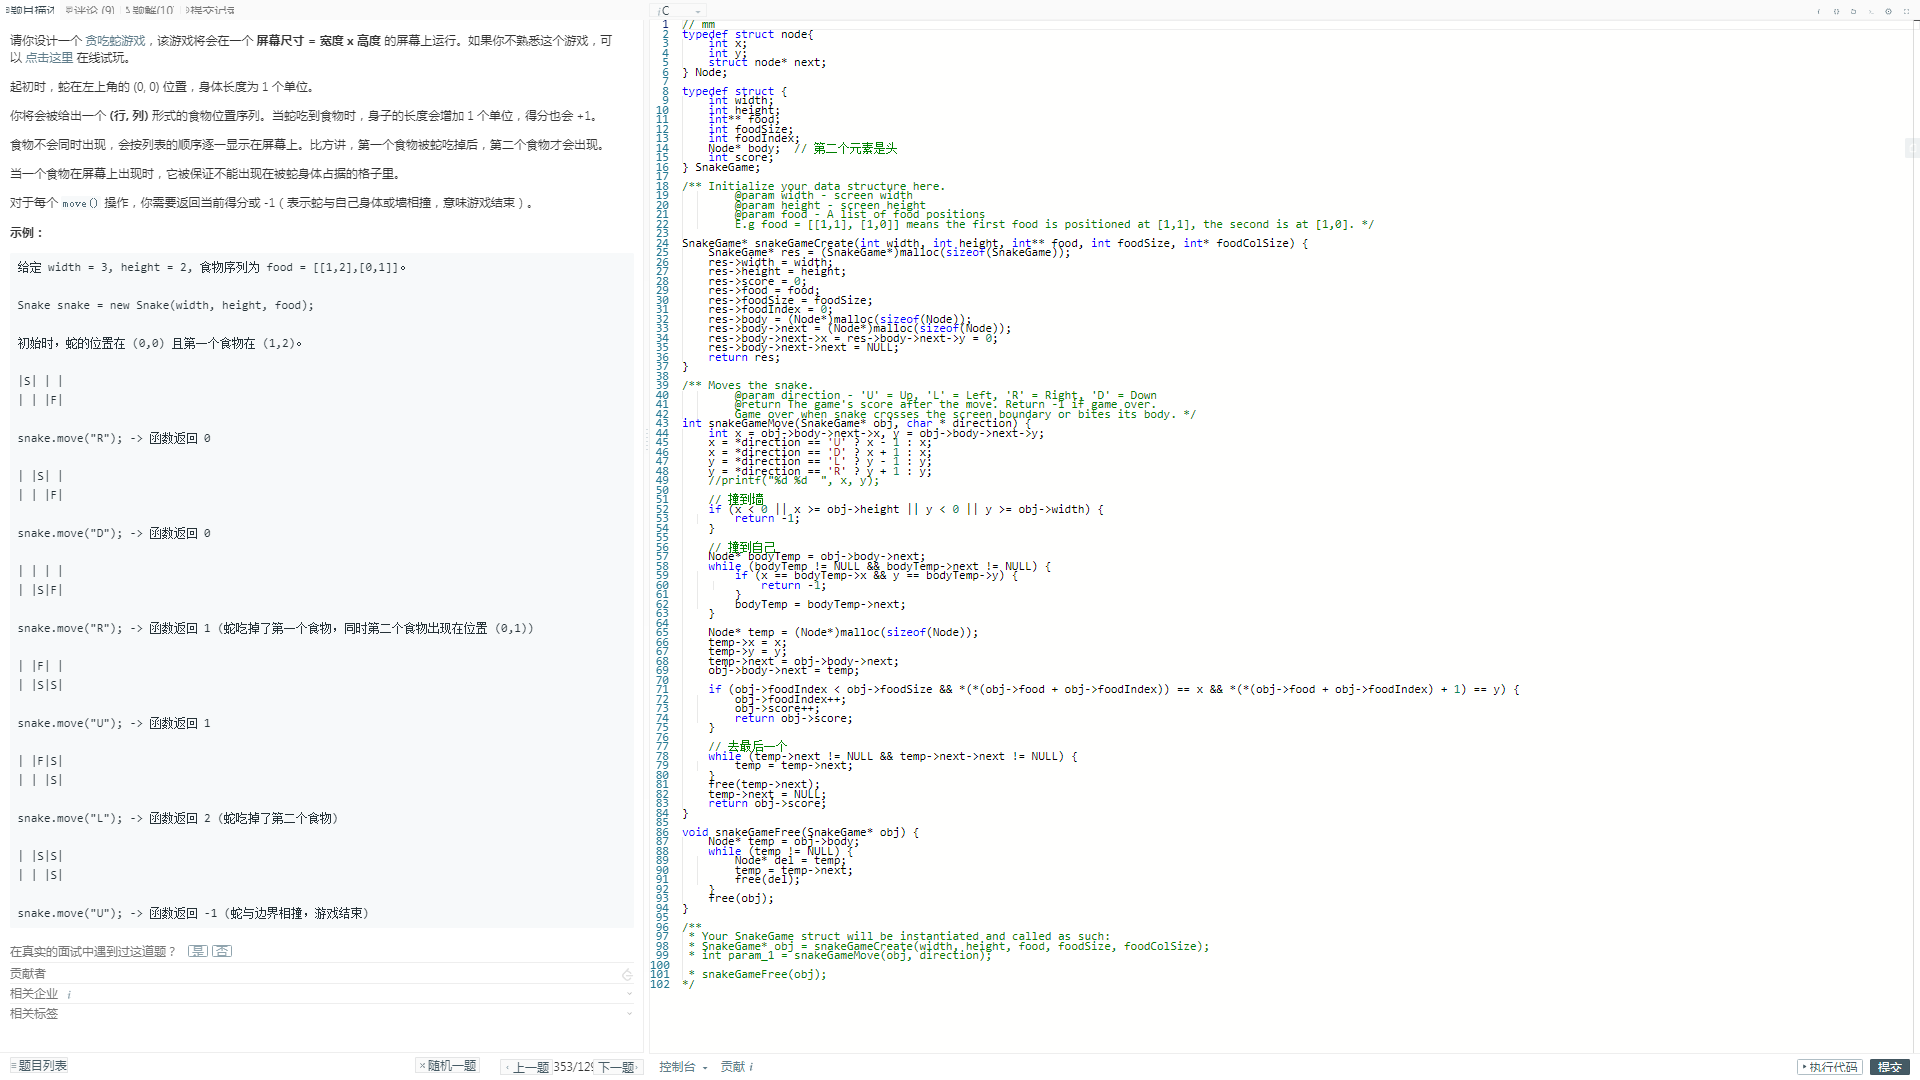 题目描述 评论 (9) 题解(10) 提交记录
请你设计一个 贪吃蛇游戏，该游戏将会在一个 屏幕尺寸 = 宽度 x 高度 的屏幕上运行。如果你不熟悉这个游戏，可
以 点击这里 在线试玩。
起初时，蛇在左上角的 (0, 0) 位置，身体长度为 1 个单位。
你将会被给出一个 (行, 列) 形式的食物位置序列。当蛇吃到食物时，身子的长度会增加 1 个单位，得分也会 +1。
食物不会同时出现，会按列表的顺序逐一显示在屏幕上。比方讲，第一个食物被蛇吃掉后，第二个食物才会出现。
当一个食物在屏幕上出现时，它被保证不能出现在被蛇身体占据的格子里。
对于每个 move() 操作，你需要返回当前得分或 -1（表示蛇与自己身体或墙相撞，意味游戏结束）。
示例：
给定 width = 3, height = 2, 食物序列为 food = [[1,2],[0,1]]。
Snake snake = new Snake(width, height, food);
初始时，蛇的位置在 (0,0) 且第一个食物在 (1,2)。
|S| | |
| | |F|
snake.move("R"); -> 函数返回 0
| |S| |
| | |F|
snake.move("D"); -> 函数返回 0
| | | |
| |S|F|
snake.move("R"); -> 函数返回 1 (蛇吃掉了第一个食物，同时第二个食物出现在位置 (0,1))
| |F| |
| |S|S|
snake.move("U"); -> 函数返回 1
| |F|S|
| | |S|
snake.move("L"); -> 函数返回 2 (蛇吃掉了第二个食物)
| |S|S|
| | |S|
snake.move("U"); -> 函数返回 -1 (蛇与边界相撞，游戏结束)
在真实的面试中遇到过这道题？ 是 否
贡献者
相关企业 i
相关标签
题目列表 随机一题 上一题 353/129 下一题
C
1 // mm
2 typedef struct node{
3 int x;
4 int y;
5 struct node* next;
6 } Node;
7
8 typedef struct {
9 int width;
10 int height;
11 int** food;
12 int foodSize;
13 int foodIndex;
14 Node* body; // 第二个元素是头
15 int score;
16 } SnakeGame;
17
18 /** Initialize your data structure here.
19 @param width - screen width
20 @param height - screen height
21 @param food - A list of food positions
22 E.g food = [[1,1], [1,0]] means the first food is positioned at [1,1], the second is at [1,0]. */
23
24 SnakeGame* snakeGameCreate(int width, int height, int** food, int foodSize, int* foodColSize) {
25 SnakeGame* res = (SnakeGame*)malloc(sizeof(SnakeGame));
26 res->width = width;
27 res->height = height;
28 res->score = 0;
29 res->food = food;
30 res->foodSize = foodSize;
31 res->foodIndex = 0;
32 res->body = (Node*)malloc(sizeof(Node));
33 res->body->next = (Node*)malloc(sizeof(Node));
34 res->body->next->x = res->body->next->y = 0;
35 res->body->next->next = NULL;
36 return res;
37 }
38
39 /** Moves the snake.
40 @param direction - 'U' = Up, 'L' = Left, 'R' = Right, 'D' = Down
41 @return The game's score after the move. Return -1 if game over.
42 Game over when snake crosses the screen boundary or bites its body. */
43 int snakeGameMove(SnakeGame* obj, char * direction) {
44 int x = obj->body->next->x, y = obj->body->next->y;
45 x = *direction == 'U' ? x - 1 : x;
46 x = *direction == 'D' ? x + 1 : x;
47 y = *direction == 'L' ? y - 1 : y;
48 y = *direction == 'R' ? y + 1 : y;
49 //printf("%d %d  ", x, y);
50
51 // 撞到墙
52 if (x < 0 || x >= obj->height || y < 0 || y >= obj->width) {
53 return -1;
54 }
55
56 // 撞到自己
57 Node* bodyTemp = obj->body->next;
58 while (bodyTemp != NULL && bodyTemp->next != NULL) {
59 if (x == bodyTemp->x && y == bodyTemp->y) {
60 return -1;
61 }
62 bodyTemp = bodyTemp->next;
63 }
64
65 Node* temp = (Node*)malloc(sizeof(Node));
66 temp->x = x;
67 temp->y = y;
68 temp->next = obj->body->next;
69 obj->body->next = temp;
70
71 if (obj->foodIndex < obj->foodSize && *(*(obj->food + obj->foodIndex)) == x && *(*(obj->food + obj->foodIndex) + 1) == y) {
72 obj->foodIndex++;
73 obj->score++;
74 return obj->score;
75 }
76
77 // 去最后一个
78 while (temp->next != NULL && temp->next->next != NULL) {
79 temp = temp->next;
80 }
81 free(temp->next);
82 temp->next = NULL;
83 return obj->score;
84 }
85
86 void snakeGameFree(SnakeGame* obj) {
87 Node* temp = obj->body;
88 while (temp != NULL) {
89 Node* del = temp;
90 temp = temp->next;
91 free(del);
92 }
93 free(obj);
94 }
95
96 /**
97 * Your SnakeGame struct will be instantiated and called as such:
98 * SnakeGame* obj = snakeGameCreate(width, height, food, foodSize, foodColSize);
99 * int param_1 = snakeGameMove(obj, direction);
100
101 * snakeGameFree(obj);
102 */
控制台 贡献 i 执行代码 提交